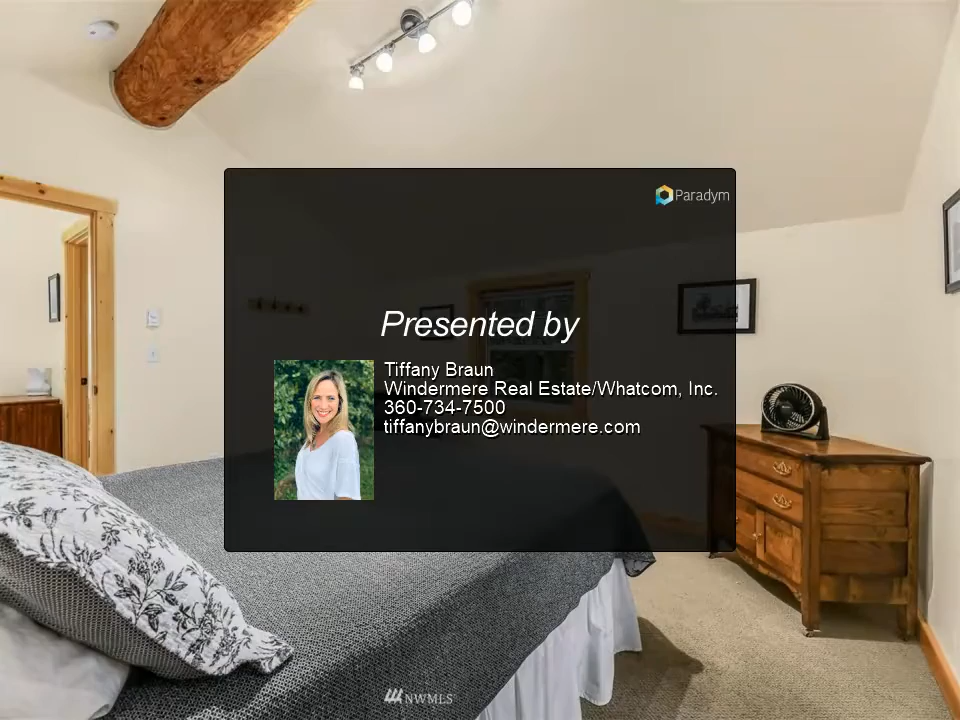 Paradym
Presented by
Tiffany Braun
Windermere Real Estate/Whatcom, Inc.
360-734-7500
tiffanybraun@windermere.com
NWMLS